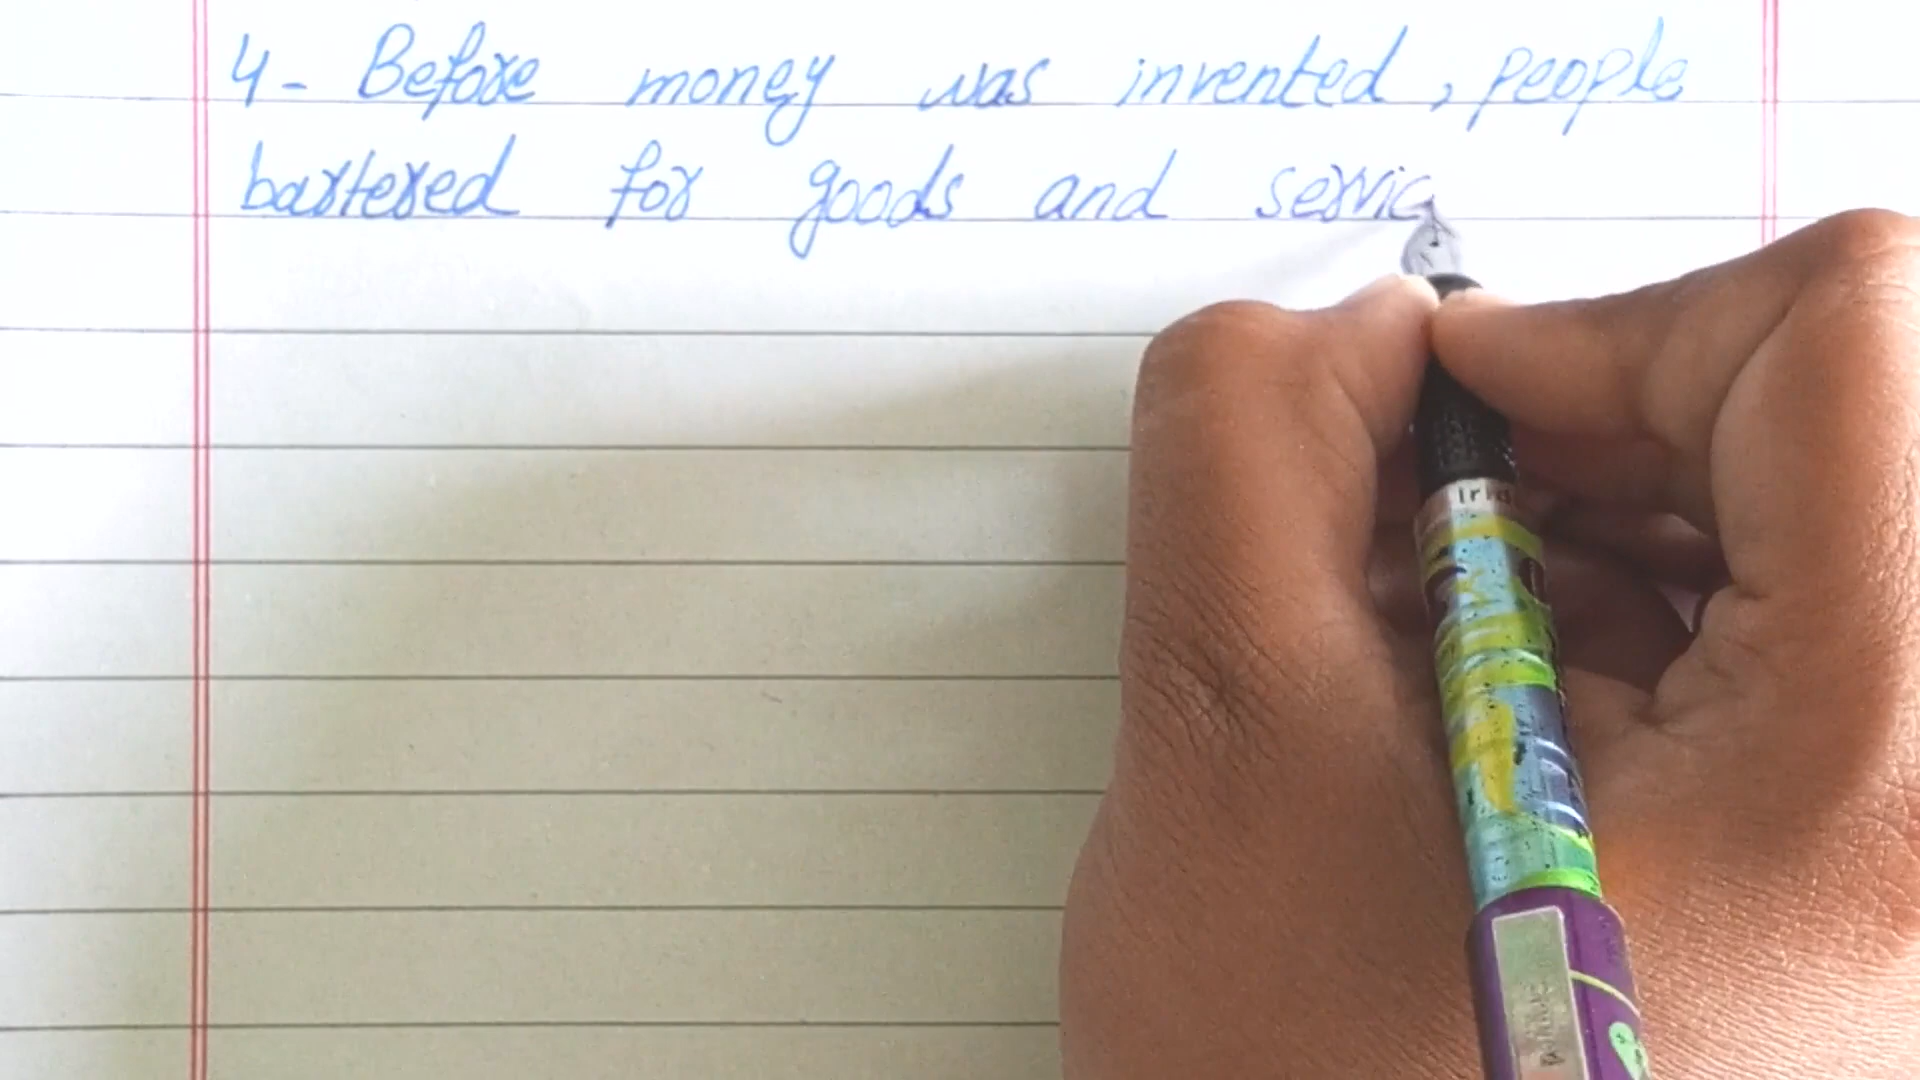 4- Before money was invented, people
bartered for goods and servic